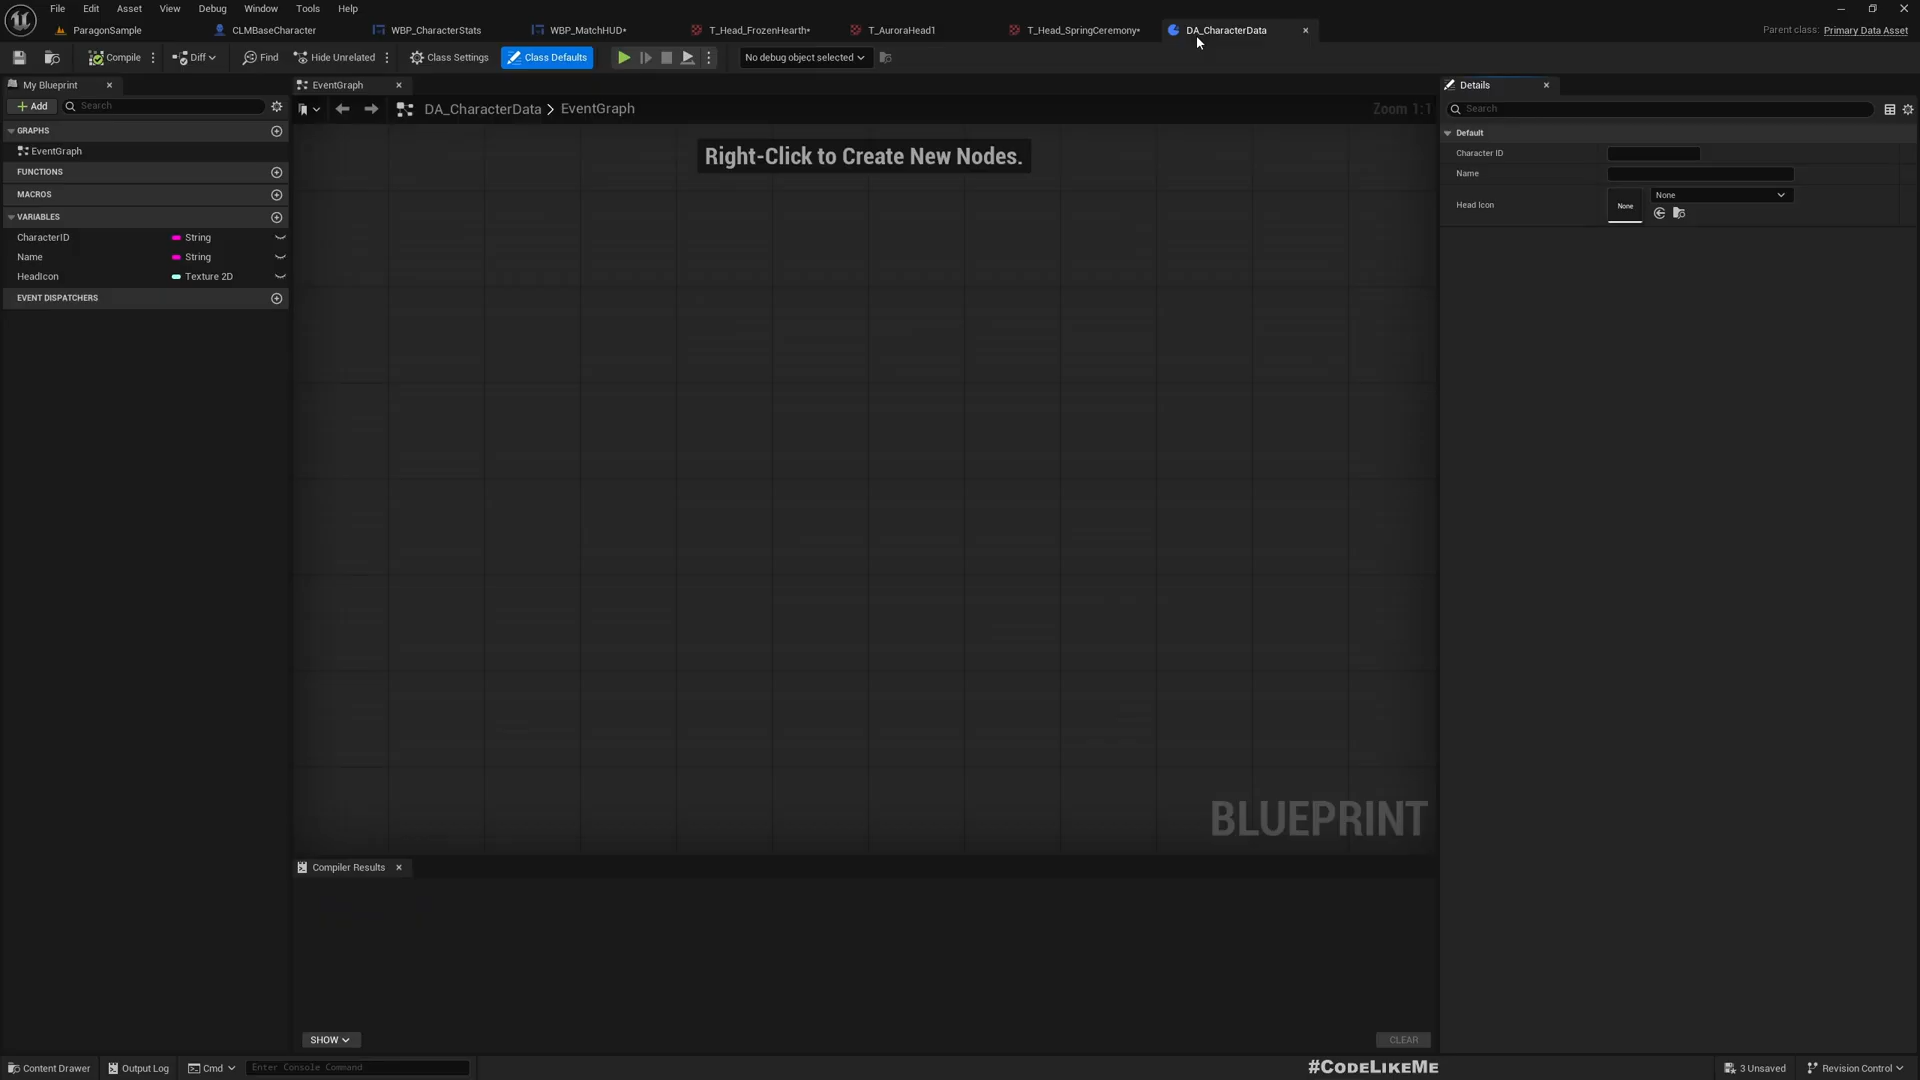 File Edit Asset View Debug Window Tools Help
ParagonSample CLMBaseCharacter WBP_CharacterStats WBP_MatchHUD* T_Head_FrozenHearth* T_AuroraHead1 T_Head_SpringCeremony* DA_CharacterData
Parent class: Primary Data Asset
Compile Diff Find Hide Unrelated Class Settings Class Defaults No debug object selected
My Blueprint
Add Search
GRAPHS
EventGraph
FUNCTIONS
MACROS
VARIABLES
CharacterID String
Name String
HeadIcon Texture 2D
EVENT DISPATCHERS
EventGraph
DA_CharacterData > EventGraph
Zoom 1:1
Right-Click to Create New Nodes.
BLUEPRINT
Compiler Results
SHOW
CLEAR
Details
Search
Default
Character ID
Name
Head Icon
None
None
Content Drawer Output Log Cmd Enter Console Command
#CodeLikeMe
3 Unsaved Revision Control